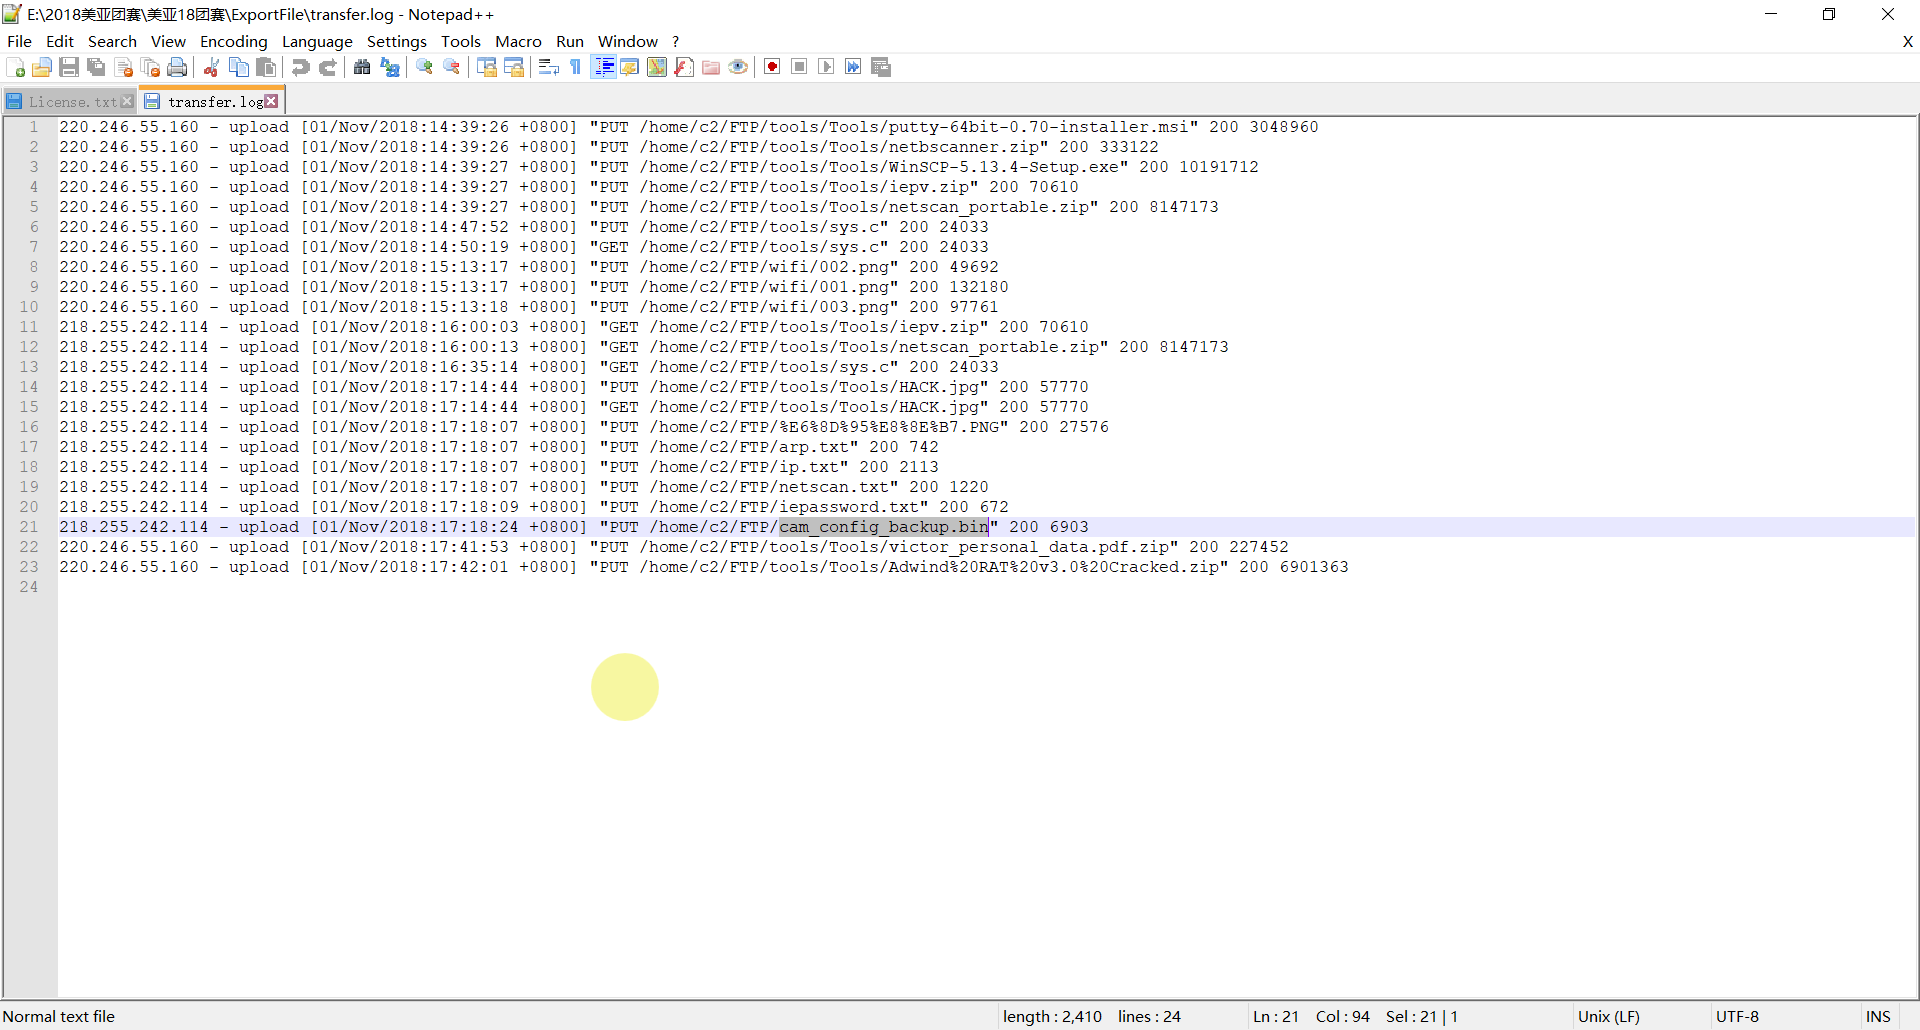 E:\2018美亚团赛\美亚18团赛\ExportFile\transfer.log - Notepad++
File Edit Search View Encoding Language Settings Tools Macro Run Window ? X
License.txt transfer.log
1 220.246.55.160 - upload [01/Nov/2018:14:39:26 +0800] "PUT /home/c2/FTP/tools/Tools/putty-64bit-0.70-installer.msi" 200 3048960
2 220.246.55.160 - upload [01/Nov/2018:14:39:26 +0800] "PUT /home/c2/FTP/tools/Tools/netbscanner.zip" 200 333122
3 220.246.55.160 - upload [01/Nov/2018:14:39:27 +0800] "PUT /home/c2/FTP/tools/Tools/WinSCP-5.13.4-Setup.exe" 200 10191712
4 220.246.55.160 - upload [01/Nov/2018:14:39:27 +0800] "PUT /home/c2/FTP/tools/Tools/iepv.zip" 200 70610
5 220.246.55.160 - upload [01/Nov/2018:14:39:27 +0800] "PUT /home/c2/FTP/tools/Tools/netscan_portable.zip" 200 8147173
6 220.246.55.160 - upload [01/Nov/2018:14:47:52 +0800] "PUT /home/c2/FTP/tools/sys.c" 200 24033
7 220.246.55.160 - upload [01/Nov/2018:14:50:19 +0800] "GET /home/c2/FTP/tools/sys.c" 200 24033
8 220.246.55.160 - upload [01/Nov/2018:15:13:17 +0800] "PUT /home/c2/FTP/wifi/002.png" 200 49692
9 220.246.55.160 - upload [01/Nov/2018:15:13:17 +0800] "PUT /home/c2/FTP/wifi/001.png" 200 132180
10 220.246.55.160 - upload [01/Nov/2018:15:13:18 +0800] "PUT /home/c2/FTP/wifi/003.png" 200 97761
11 218.255.242.114 - upload [01/Nov/2018:16:00:03 +0800] "GET /home/c2/FTP/tools/Tools/iepv.zip" 200 70610
12 218.255.242.114 - upload [01/Nov/2018:16:00:13 +0800] "GET /home/c2/FTP/tools/Tools/netscan_portable.zip" 200 8147173
13 218.255.242.114 - upload [01/Nov/2018:16:35:14 +0800] "GET /home/c2/FTP/tools/sys.c" 200 24033
14 218.255.242.114 - upload [01/Nov/2018:17:14:44 +0800] "PUT /home/c2/FTP/tools/Tools/HACK.jpg" 200 57770
15 218.255.242.114 - upload [01/Nov/2018:17:14:44 +0800] "GET /home/c2/FTP/tools/Tools/HACK.jpg" 200 57770
16 218.255.242.114 - upload [01/Nov/2018:17:18:07 +0800] "PUT /home/c2/FTP/%E6%8D%95%E8%8E%B7.PNG" 200 27576
17 218.255.242.114 - upload [01/Nov/2018:17:18:07 +0800] "PUT /home/c2/FTP/arp.txt" 200 742
18 218.255.242.114 - upload [01/Nov/2018:17:18:07 +0800] "PUT /home/c2/FTP/ip.txt" 200 2113
19 218.255.242.114 - upload [01/Nov/2018:17:18:07 +0800] "PUT /home/c2/FTP/netscan.txt" 200 1220
20 218.255.242.114 - upload [01/Nov/2018:17:18:09 +0800] "PUT /home/c2/FTP/iepassword.txt" 200 672
21 218.255.242.114 - upload [01/Nov/2018:17:18:24 +0800] "PUT /home/c2/FTP/cam_config_backup.bin" 200 6903
22 220.246.55.160 - upload [01/Nov/2018:17:41:53 +0800] "PUT /home/c2/FTP/tools/Tools/victor_personal_data.pdf.zip" 200 227452
23 220.246.55.160 - upload [01/Nov/2018:17:42:01 +0800] "PUT /home/c2/FTP/tools/Tools/Adwind%20RAT%20v3.0%20Cracked.zip" 200 6901363
24
Normal text file length : 2,410 lines : 24 Ln : 21 Col : 94 Sel : 21 | 1 Unix (LF) UTF-8 INS